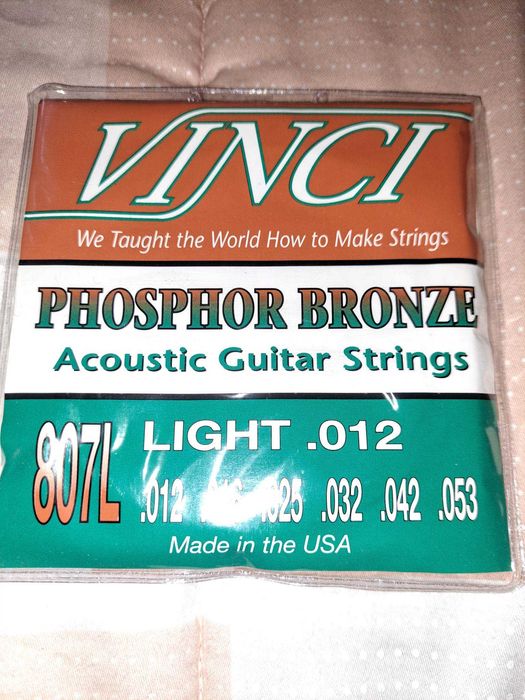 VINCI
We Taught the World How to Make Strings
PHOSPHOR BRONZE
Acoustic Guitar Strings
807L LIGHT .012
.012 .025 .032 .042 .053
Made in the USA